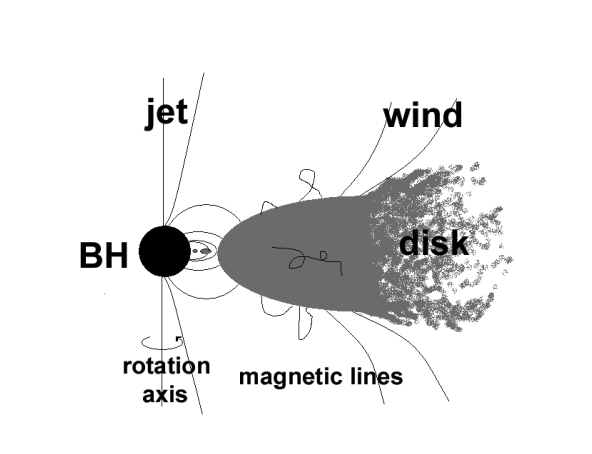 jet
wind
BH
disk
rotation
axis
magnetic lines